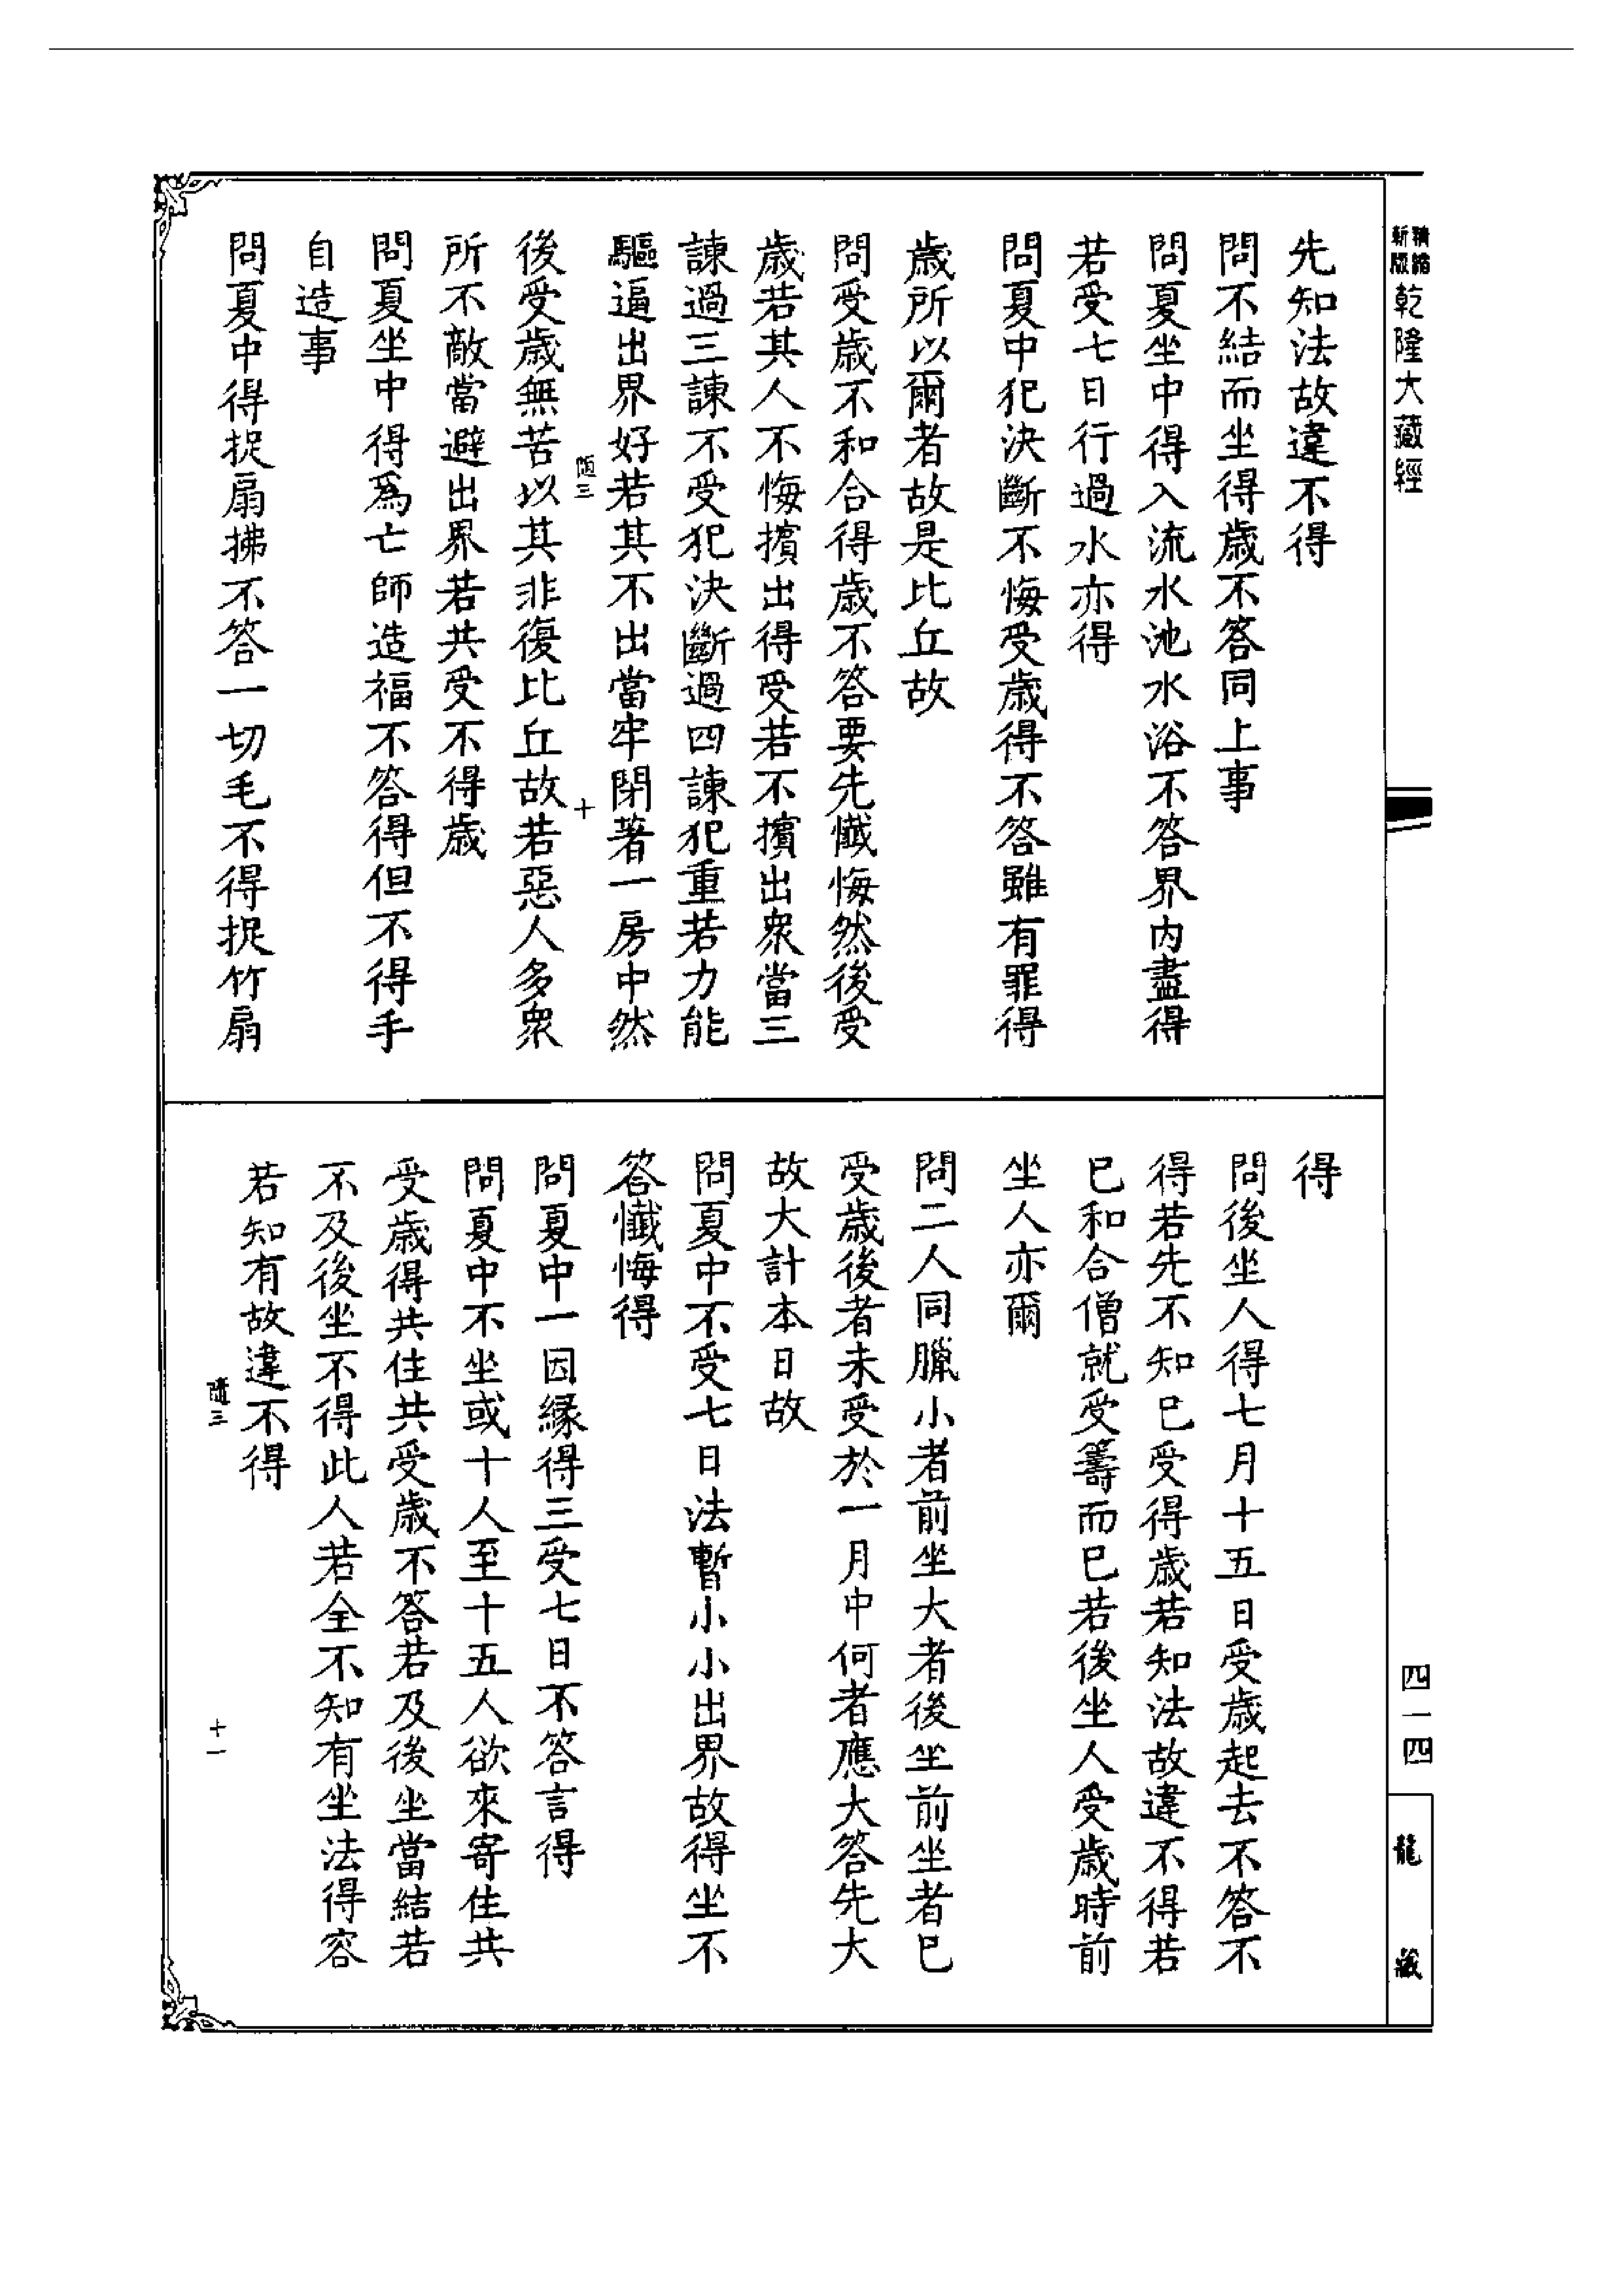 精縮
新版
乾隆大藏經
先知法故違不得
問不結而坐得歲不答同上事
問夏坐中得入流水池水浴不答界內盡得
若受七日行過水亦得
問夏中犯決斷不悔受歲得不答雖有罪得
歲所以爾者故是比丘故
問受歲不和合得歲不答要先懺悔然後受
歲若其人不悔擯出得受若不擯出衆當三
諫過三諫不受犯決斷過四諫犯重若力能
驅逼出界好若其不出當牢閉著一房中然
隨三
十
後受歲無苦以其非復比丘故若惡人多衆
所不敵當避出界若共受不得歲
問夏坐中得爲亡師造福不答得但不得手
自造事
問夏中得捉扇拂不答一切毛不得捉竹扇
得
問後坐人得七月十五日受歲起去不答不
得若先不知已受得歲若知法故違不得若
已和合僧就受籌而已若後坐人受歲時前
坐人亦爾
問二人同臘小者前坐大者後坐前坐者已
受歲後者未受於一月中何者應大答先大
故大計本日故
問夏中不受七日法暫小小出界故得坐不
答懺悔得
問夏中一因緣得三受七日不答言得
問夏中不坐或十人至十五人欲來寄住共
受歲得共住共受歲不答若及後坐當結若
不及後坐不得此人若全不知有坐法得容
若知有故違不得
隨三
十一
四一四
龍
藏